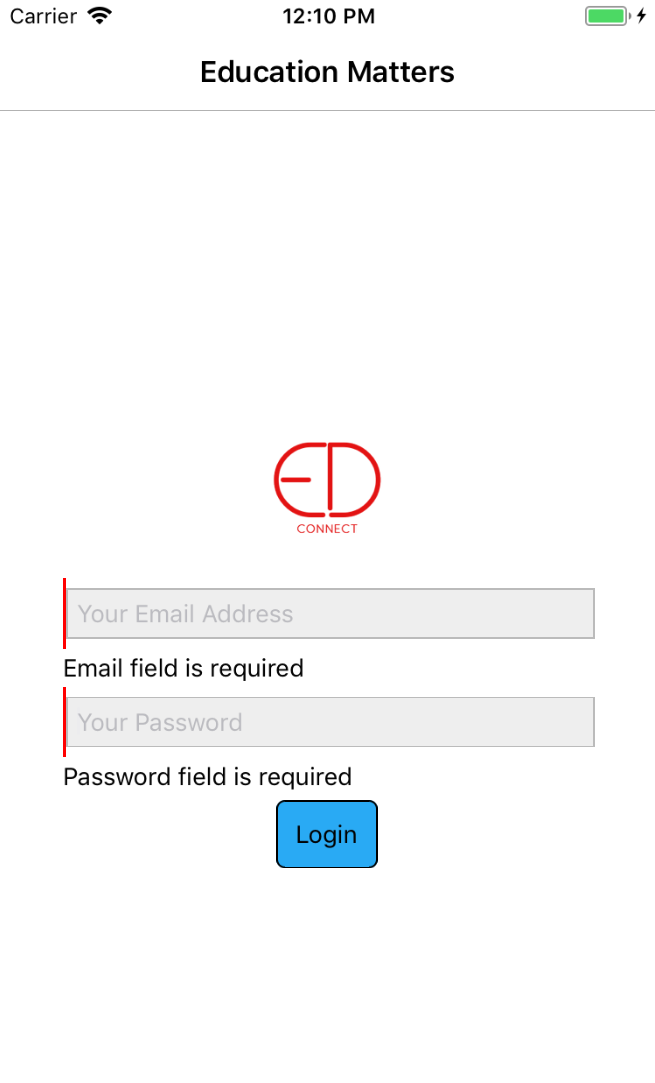 Carrier 12:10 PM
Education Matters
ED
CONNECT
Your Email Address
Email field is required
Your Password
Password field is required
Login